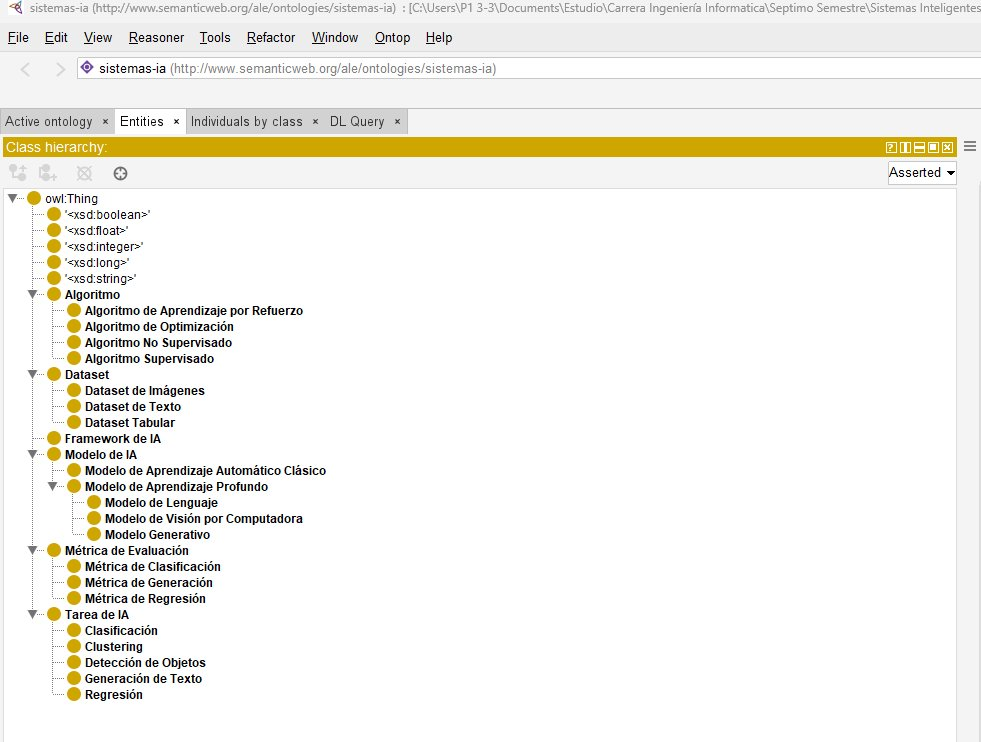 sistemas-ia (http://www.semanticweb.org/ale/ontologies/sistemas-ia) : [C:\Users\P1 3-3\Documents\Estudio\Carrera Ingeniería Informatica\Septimo Semestre\Sistemas Inteligentes
File Edit View Reasoner Tools Refactor Window Ontop Help
sistemas-ia (http://www.semanticweb.org/ale/ontologies/sistemas-ia)
Active ontology × Entities × Individuals by class × DL Query ×
Class hierarchy:
Asserted
owl:Thing
'<xsd:boolean>'
'<xsd:float>'
'<xsd:integer>'
'<xsd:long>'
'<xsd:string>'
Algoritmo
Algoritmo de Aprendizaje por Refuerzo
Algoritmo de Optimización
Algoritmo No Supervisado
Algoritmo Supervisado
Dataset
Dataset de Imágenes
Dataset de Texto
Dataset Tabular
Framework de IA
Modelo de IA
Modelo de Aprendizaje Automático Clásico
Modelo de Aprendizaje Profundo
Modelo de Lenguaje
Modelo de Visión por Computadora
Modelo Generativo
Métrica de Evaluación
Métrica de Clasificación
Métrica de Generación
Métrica de Regresión
Tarea de IA
Clasificación
Clustering
Detección de Objetos
Generación de Texto
Regresión